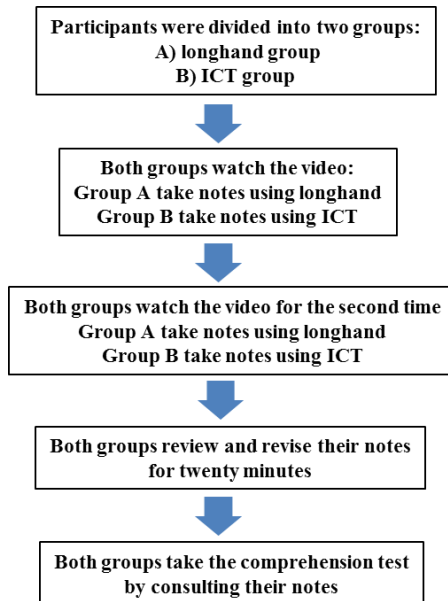 Participants were divided into two groups:
A) longhand group
B) ICT group
Both groups watch the video:
Group A take notes using longhand
Group B take notes using ICT
Both groups watch the video for the second time
Group A take notes using longhand
Group B take notes using ICT
Both groups review and revise their notes
for twenty minutes
Both groups take the comprehension test
by consulting their notes